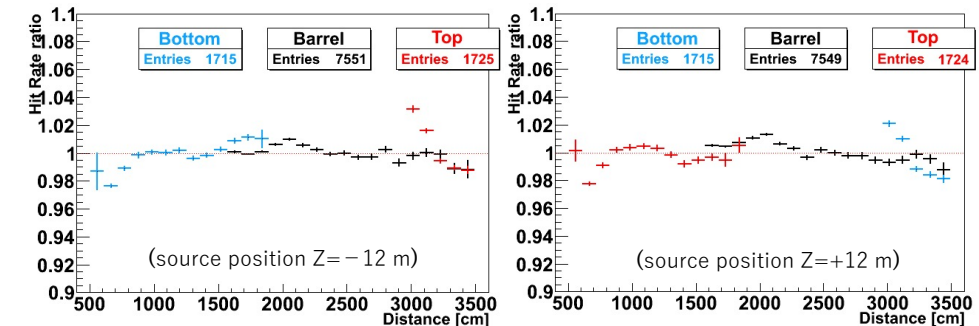 Hit Rate ratio
1.1
1.08
1.06
1.04
1.02
1
0.98
0.96
0.94
0.92
0.9
Bottom
Entries 1715
Barrel
Entries 7551
Top
Entries 1725
(source position Z=－12 m)
500 1000 1500 2000 2500 3000 3500
Distance [cm]
Hit Rate ratio
1.1
1.08
1.06
1.04
1.02
1
0.98
0.96
0.94
0.92
0.9
Bottom
Entries 1715
Barrel
Entries 7549
Top
Entries 1724
(source position Z=+12 m)
500 1000 1500 2000 2500 3000 3500
Distance [cm]